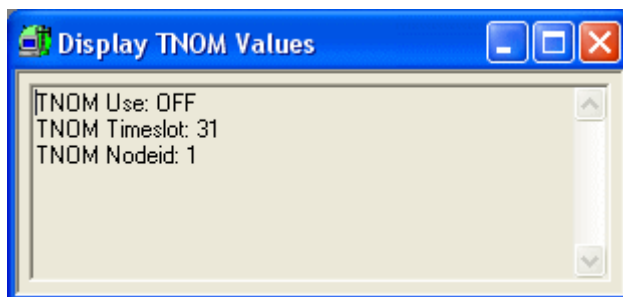 Display TNOM Values
TNOM Use: OFF
TNOM Timeslot: 31
TNOM Nodeid: 1